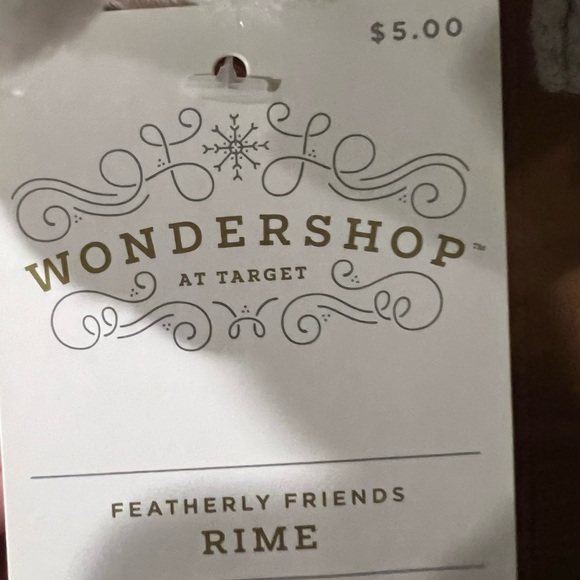 $5.00
WONDERSHOP™
AT TARGET
FEATHERLY FRIENDS
RIME